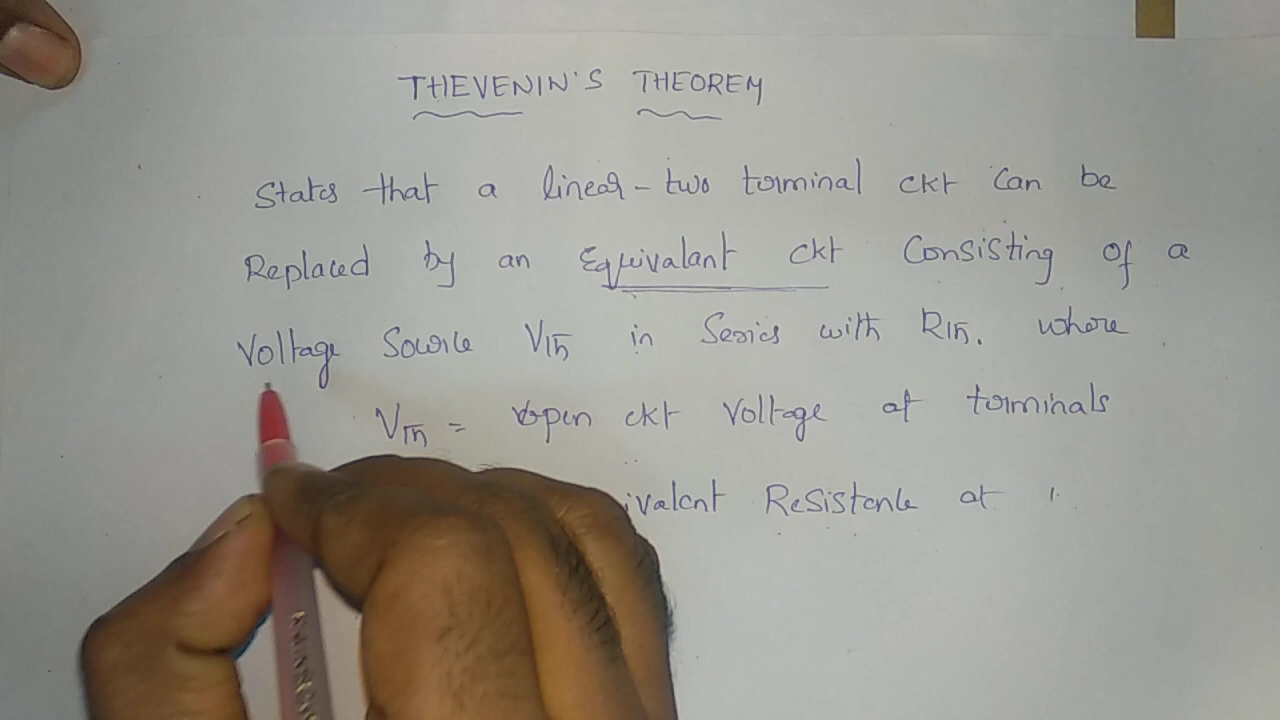 THEVENIN'S THEOREM
States that a linear - two terminal ckt can be
Replaced by an Equivalant ckt Consisting of a
Voltage Source VTh in Series with RTh. where
VTh = open ckt Voltage at terminals
ivalent Resistance at